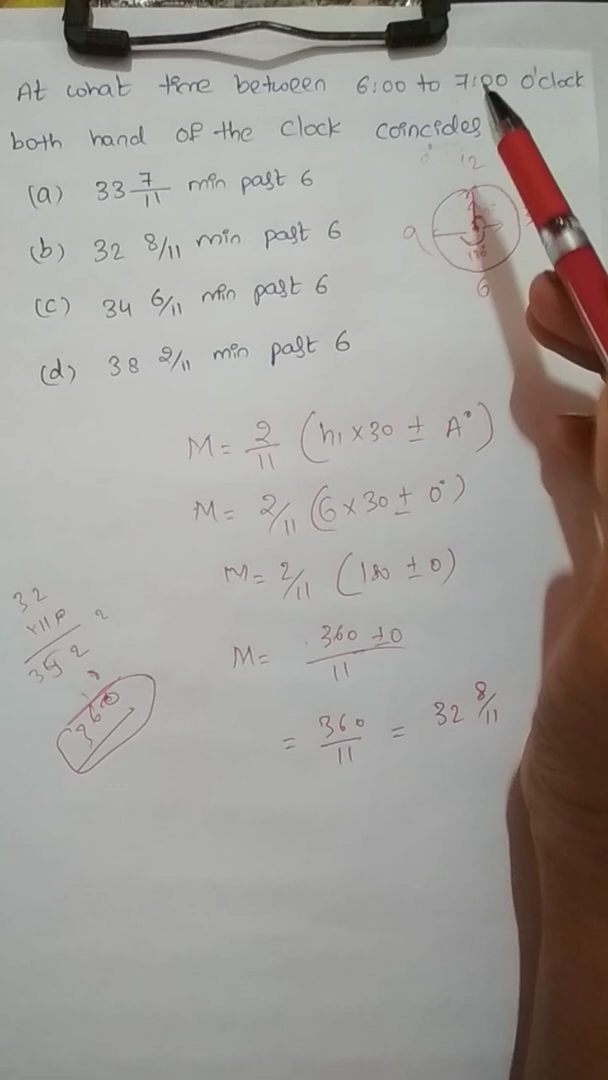 At what time between 6:00 to 7:00 o'clock
both hand of the clock coincides
(a) 33 7/11 min past 6
(b) 32 8/11 min past 6
(c) 34 6/11 min past 6
(d) 38 2/11 min past 6
12
9
180°
6
M = 2/11 (h1 × 30 ± A°)
M = 2/11 (6 × 30 ± 0°)
M = 2/11 (180 ± 0)
M = 360 ± 0 / 11
= 360/11 = 32 8/11
32
352
360